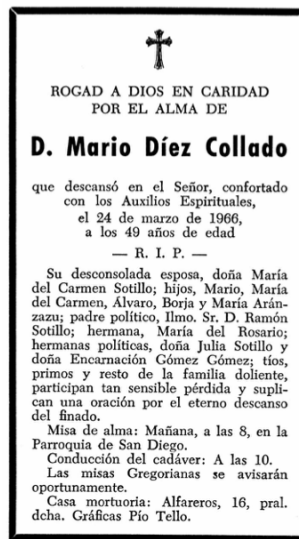 ROGAD A DIOS EN CARIDAD
POR EL ALMA DE
D. Mario Díez Collado
que descansó en el Señor, confortado
con los Auxilios Espirituales,
el 24 de marzo de 1966,
a los 49 años de edad
— R. I. P. —
Su desconsolada esposa, doña María
del Carmen Sotillo; hijos, Mario, María
del Carmen, Álvaro, Borja y María Arán-
zazu; padre político, Ilmo. Sr. D. Ramón
Sotillo; hermana, María del Rosario;
hermanas políticas, doña Julia Sotillo y
doña Encarnación Gómez Gómez; tíos,
primos y resto de la familia doliente,
participan tan sensible pérdida y supli-
can una oración por el eterno descanso
del finado.
Misa de alma: Mañana, a las 8, en la
Parroquia de San Diego.
Conducción del cadáver: A las 10.
Las misas Gregorianas se avisarán
oportunamente.
Casa mortuoria: Alfareros, 16, pral.
dcha. Gráficas Pío Tello.